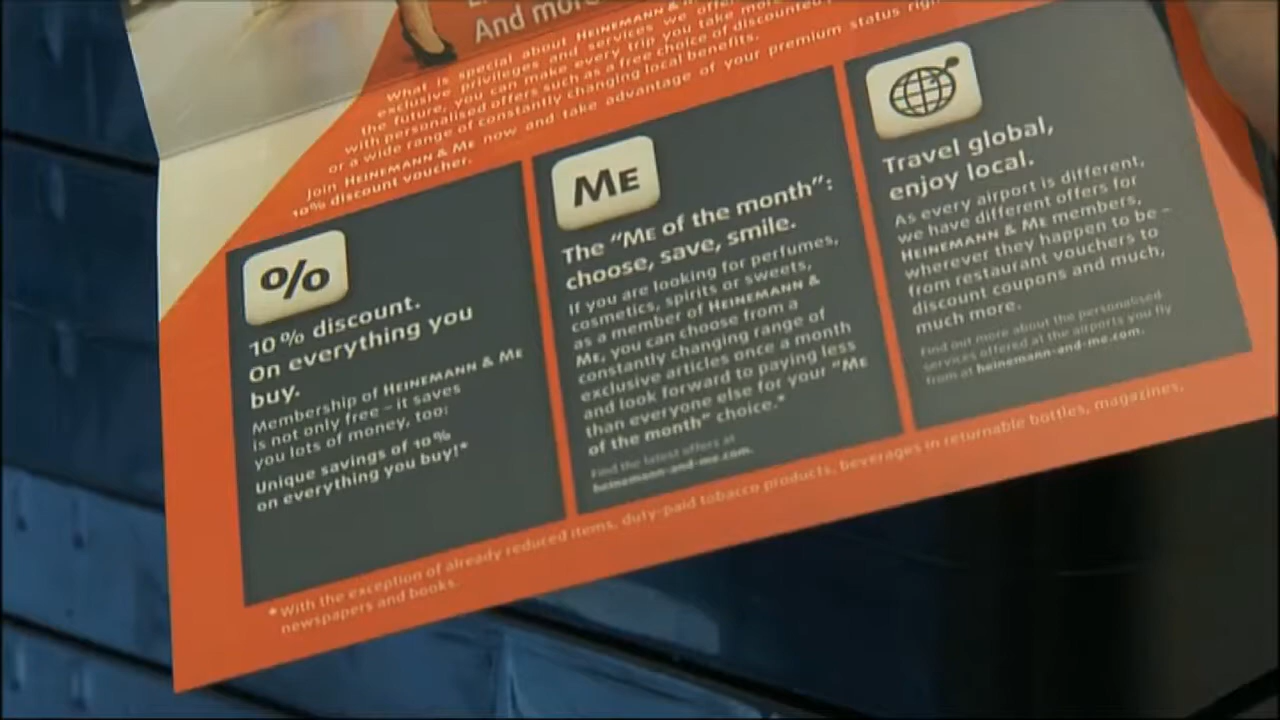 And more
What is special about HEINEMANN &
exclusive privileges and services we offer
the future, you can make every trip you take more
with personalised offers such as a free choice of discounted
or a wide range of constantly changing local benefits.
Join HEINEMANN & ME now and take advantage of your premium status
10% discount voucher.
%
10% discount.
On everything you
buy.
Membership of HEINEMANN & ME
is not only free – it saves
you lots of money, too:
Unique savings of 10%
on everything you buy!*
ME
The “ME of the month”:
choose, save, smile.
If you are looking for perfumes,
cosmetics, spirits or sweets,
as a member of HEINEMANN &
ME, you can choose from a
constantly changing range of
exclusive articles once a month
and look forward to paying less
than everyone else for your “ME
of the month” choice.*
Find the latest offers at
heinemann-and-me.com.
Travel global,
enjoy local.
As every airport is different,
we have different offers for
HEINEMANN & ME members,
wherever they happen to be –
from restaurant vouchers to
discount coupons and much,
much more.
Find out more about the personalised
services offered at the airports you fly
from at heinemann-and-me.com.
* With the exception of already reduced items, duty-paid tobacco products, beverages in returnable bottles, magazines,
newspapers and books.